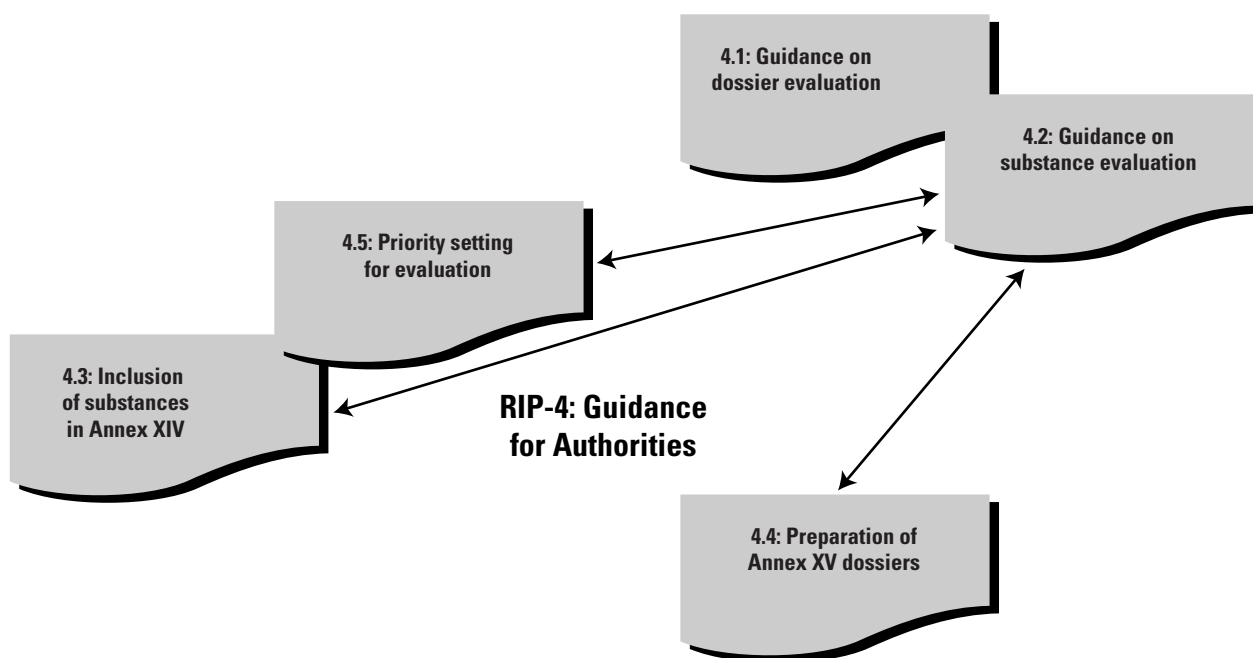 4.1: Guidance on
dossier evaluation
4.2: Guidance on
substance evaluation
4.5: Priority setting
for evaluation
4.3: Inclusion
of substances
in Annex XIV
RIP-4: Guidance
for Authorities
4.4: Preparation of
Annex XV dossiers